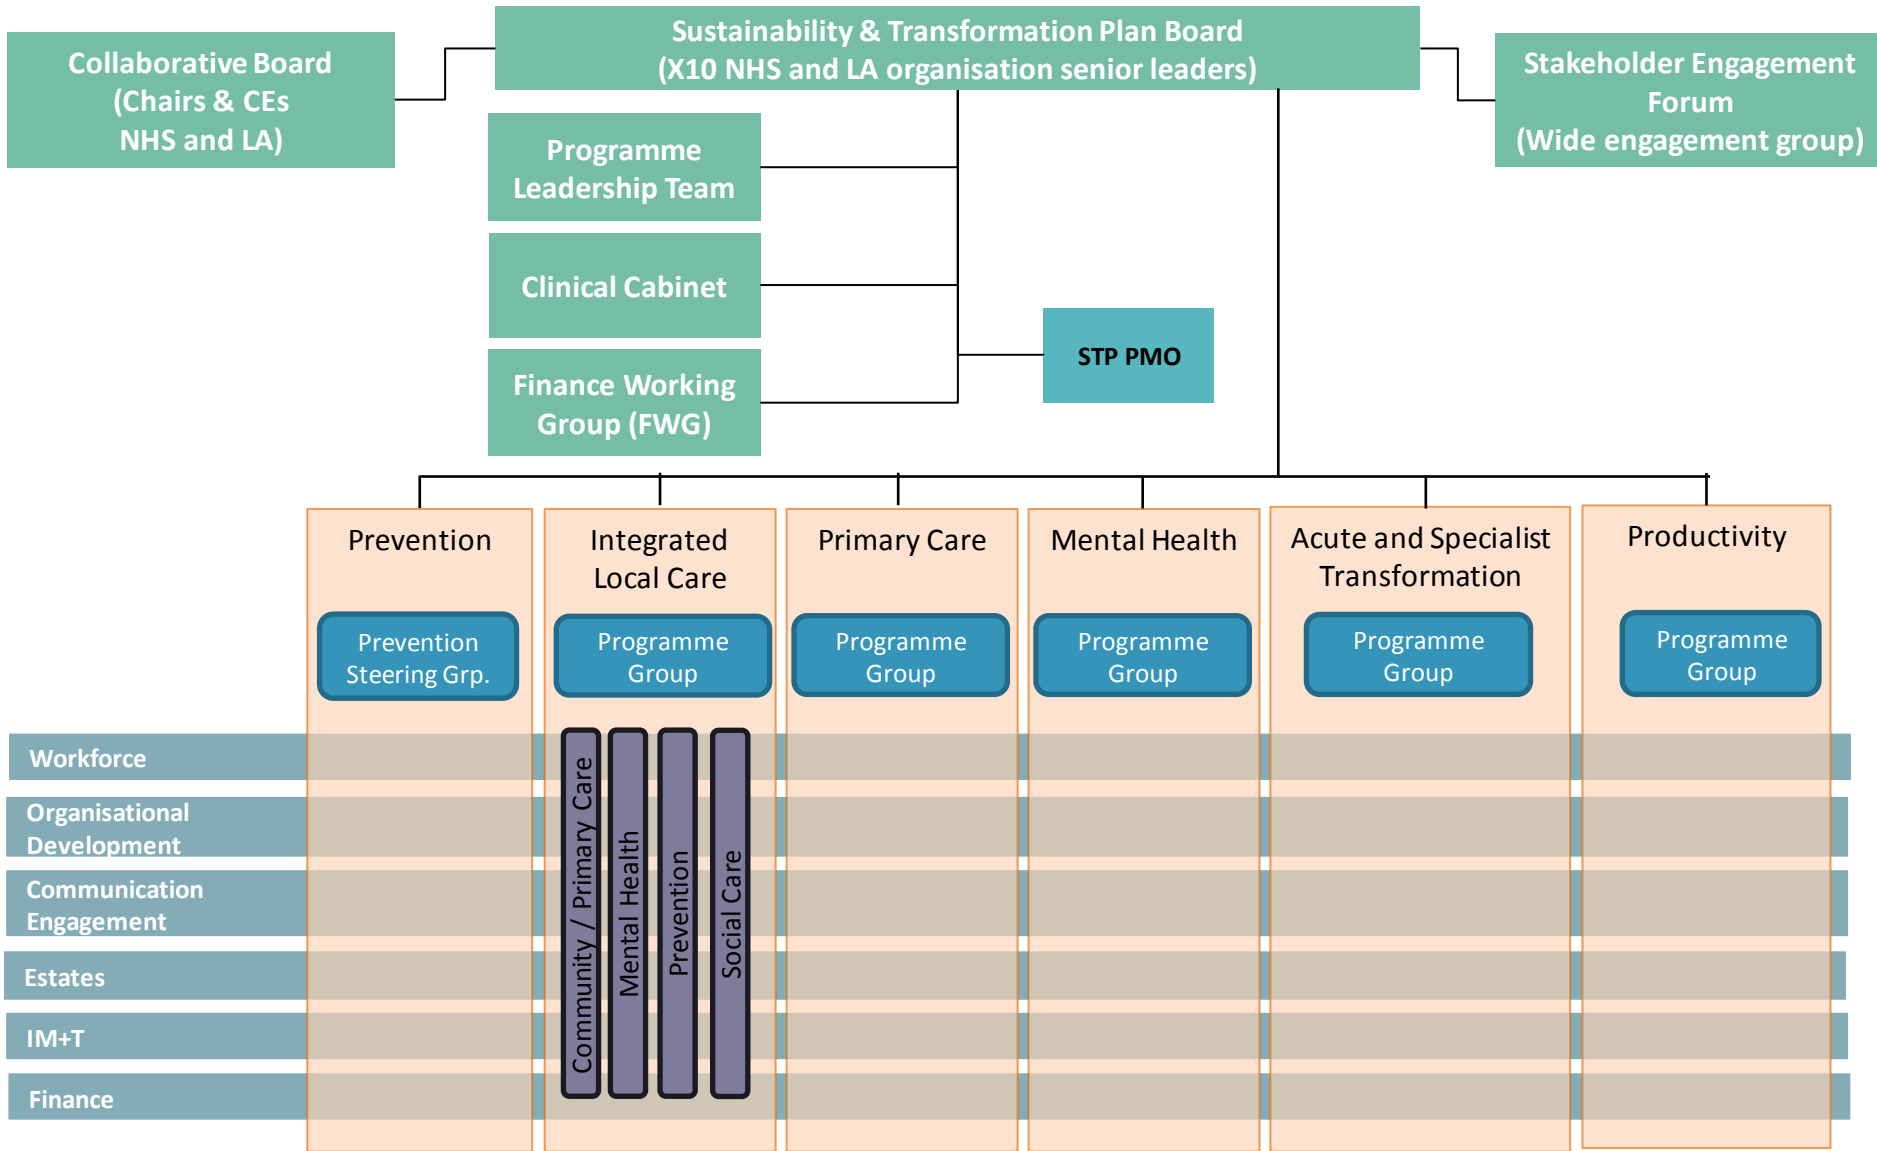 Sustainability & Transformation Plan Board
(X10 NHS and LA organisation senior leaders)
Collaborative Board
(Chairs & CEs
NHS and LA)
Stakeholder Engagement
Forum
(Wide engagement group)
Programme
Leadership Team
Clinical Cabinet
STP PMO
Finance Working
Group (FWG)
Prevention
Integrated
Local Care
Primary Care
Mental Health
Acute and Specialist
Transformation
Productivity
Prevention
Steering Grp.
Programme
Group
Programme
Group
Programme
Group
Programme
Group
Programme
Group
Workforce
Organisational
Development
Communication
Engagement
Estates
IM+T
Finance
Community / Primary Care
Mental Health
Prevention
Social Care